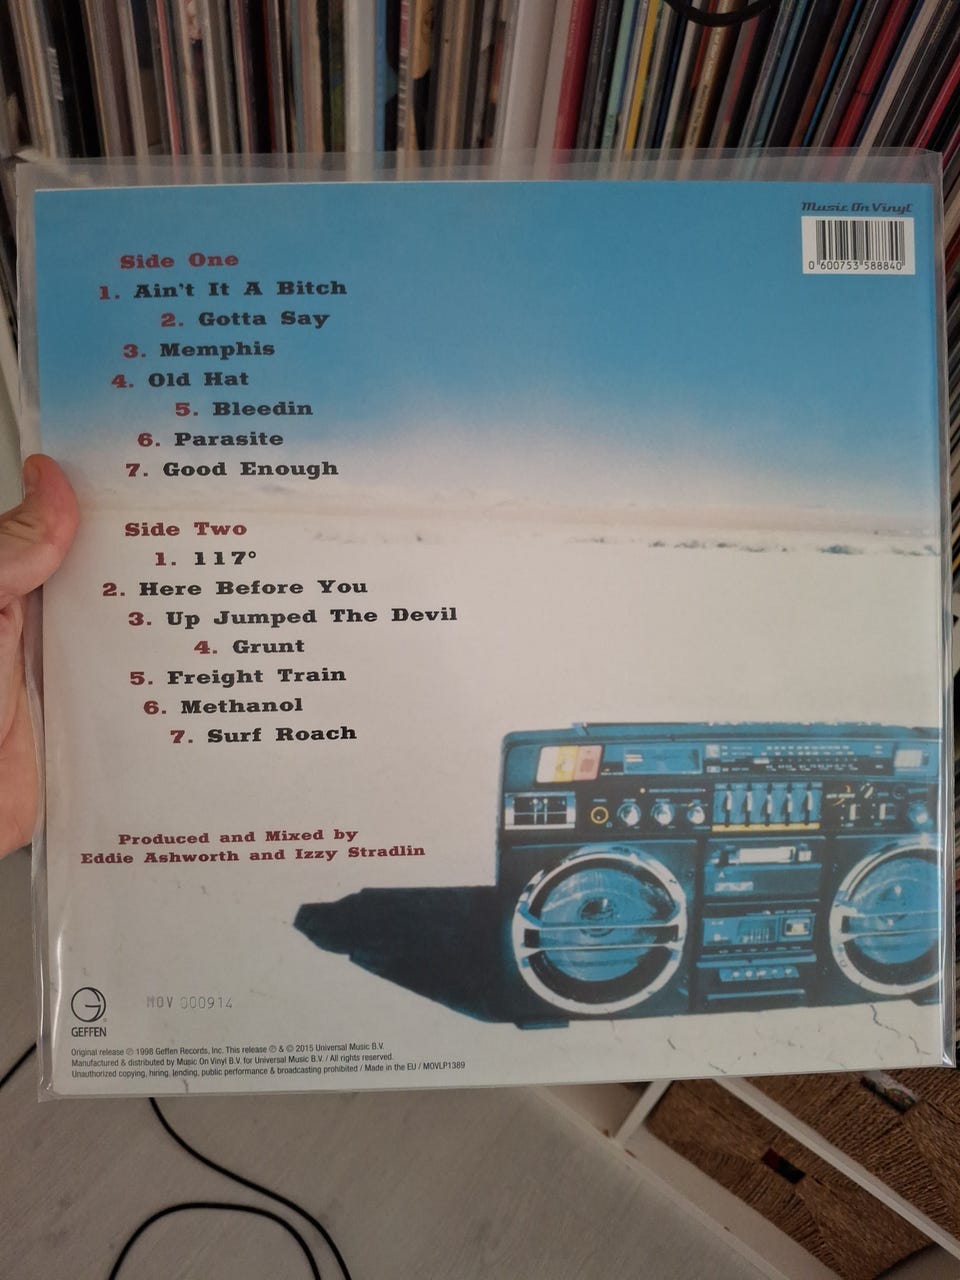 Music On Vinyl
0 600753 588840
Side One
1. Ain't It A Bitch
2. Gotta Say
3. Memphis
4. Old Hat
5. Bleedin
6. Parasite
7. Good Enough
Side Two
1. 117°
2. Here Before You
3. Up Jumped The Devil
4. Grunt
5. Freight Train
6. Methanol
7. Surf Roach
Produced and Mixed by
Eddie Ashworth and Izzy Stradlin
MOV 000914
GEFFEN
Original release ℗ 1998 Geffen Records, Inc. This release ℗ & © 2015 Universal Music B.V.
Manufactured & distributed by Music On Vinyl B.V. for Universal Music B.V. / All rights reserved.
Unauthorized copying, hiring, lending, public performance & broadcasting prohibited / Made in the EU / MOVLP1389